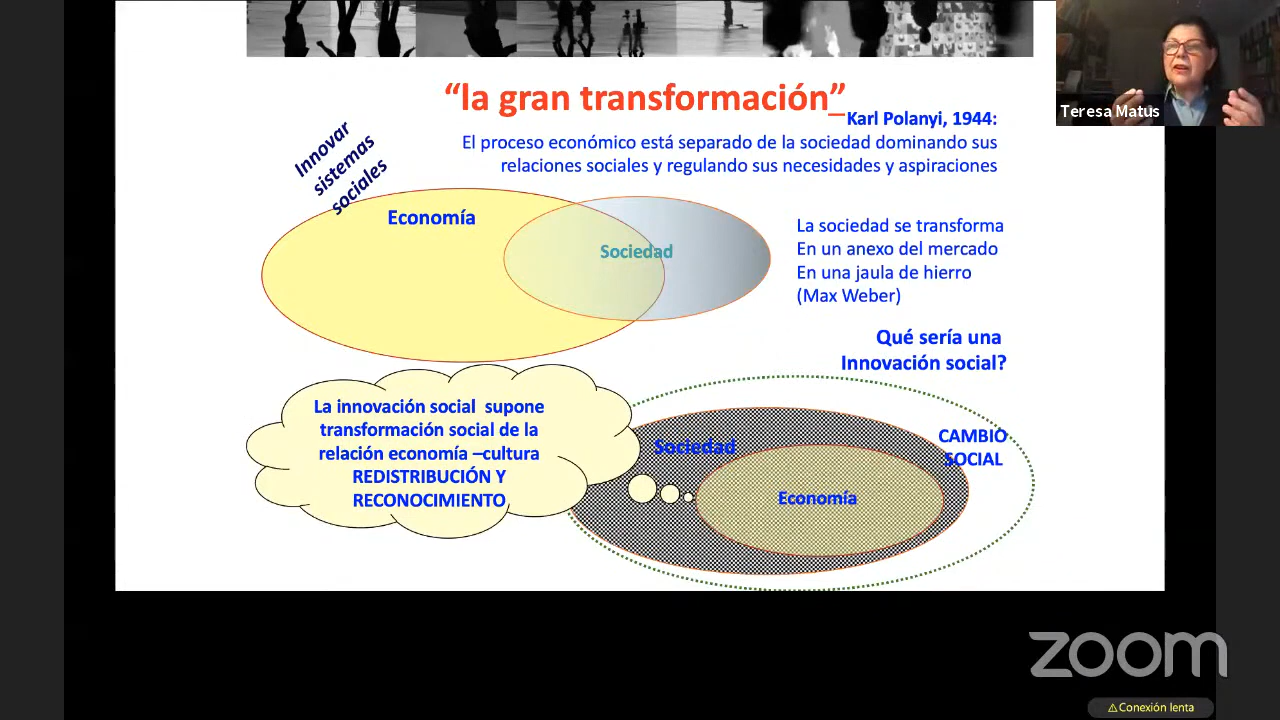 “la gran transformación”
Karl Polanyi, 1944:
El proceso económico está separado de la sociedad dominando sus
relaciones sociales y regulando sus necesidades y aspiraciones
Teresa Matus
Innovar
sistemas
sociales
Economía
Sociedad
La sociedad se transforma
En un anexo del mercado
En una jaula de hierro
(Max Weber)
Qué sería una
Innovación social?
La innovación social supone
transformación social de la
relación economía –cultura
REDISTRIBUCIÓN Y
RECONOCIMIENTO
Sociedad
Economía
CAMBIO
SOCIAL
zoom
⚠Conexión lenta